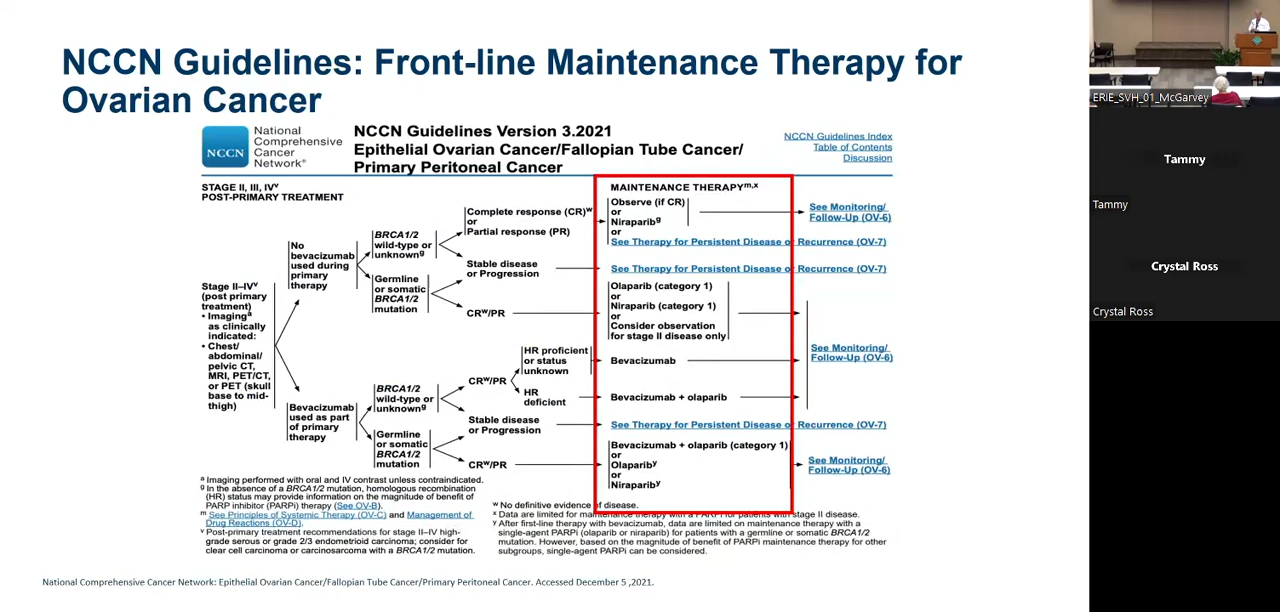 NCCN Guidelines: Front-line Maintenance Therapy for
Ovarian Cancer
NCCN
National
Comprehensive
Cancer
Network®
NCCN Guidelines Version 3.2021
Epithelial Ovarian Cancer/Fallopian Tube Cancer/
Primary Peritoneal Cancer
NCCN Guidelines Index
Table of Contents
Discussion
STAGE II, III, IVv
POST-PRIMARY TREATMENT
MAINTENANCE THERAPYm,x
Stage II–IVv
(post primary
treatment)
• Imaginga
as clinically
indicated:
• Chest/
abdominal/
pelvic CT,
MRI, PET/CT,
or PET (skull
base to mid-
thigh)
No
bevacizumab
used during
primary
therapy
BRCA1/2
wild-type or
unknowng
Complete response (CR)w
or
Partial response (PR)
Observe (if CR)
or
Niraparibg
or
See Therapy for Persistent Disease or Recurrence (OV-7)
See Monitoring/
Follow-Up (OV-6)
Stable disease
or Progression
See Therapy for Persistent Disease or Recurrence (OV-7)
Germline
or somatic
BRCA1/2
mutation
CRw/PR
Olaparib (category 1)
or
Niraparib (category 1)
or
Consider observation
for stage II disease only
See Monitoring/
Follow-Up (OV-6)
Bevacizumab
used as part
of primary
therapy
BRCA1/2
wild-type or
unknowng
CRw/PR
HR proficient
or status
unknown
Bevacizumab
HR
deficient
Bevacizumab + olaparib
Stable disease
or Progression
See Therapy for Persistent Disease or Recurrence (OV-7)
Germline
or somatic
BRCA1/2
mutation
CRw/PR
Bevacizumab + olaparib (category 1)
or
Olapariby
or
Nirapariby
See Monitoring/
Follow-Up (OV-6)
a Imaging performed with oral and IV contrast unless contraindicated.
g In the absence of a BRCA1/2 mutation, homologous recombination
(HR) status may provide information on the magnitude of benefit of
PARP inhibitor (PARPi) therapy (See OV-B).
m See Principles of Systemic Therapy (OV-C) and Management of
Drug Reactions (OV-D).
v Post-primary treatment recommendations for stage II–IV high-
grade serous or grade 2/3 endometrioid carcinoma; consider for
clear cell carcinoma or carcinosarcoma with a BRCA1/2 mutation.
w No definitive evidence of disease.
x Data are limited for maintenance therapy with a PARPi for patients with stage II disease.
y After first-line therapy with bevacizumab, data are limited on maintenance therapy with a
single-agent PARPi (olaparib or niraparib) for patients with a germline or somatic BRCA1/2
mutation. However, based on the magnitude of benefit of PARPi maintenance therapy for other
subgroups, single-agent PARPi can be considered.
National Comprehensive Cancer Network: Epithelial Ovarian Cancer/Fallopian Tube Cancer/Primary Peritoneal Cancer. Accessed December 5 ,2021.
ERIE_SVH_01_McGarvey
Tammy
Tammy
Crystal Ross
Crystal Ross